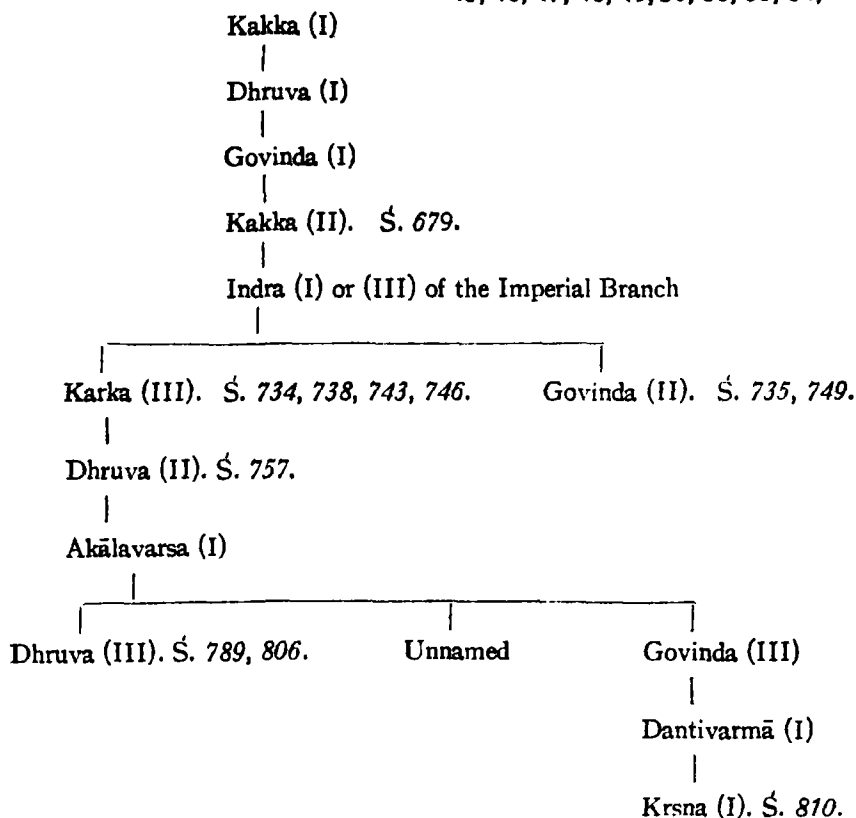 Kakka (I)
Dhruva (I)
Govinda (I)
Kakka (II). Ś. 679.
Indra (I) or (III) of the Imperial Branch
Karka (III). Ś. 734, 738, 743, 746. Govinda (II). Ś. 735, 749.
Dhruva (II). Ś. 757.
Akālavarsa (I)
Dhruva (III). Ś. 789, 806. Unnamed Govinda (III)
Dantivarmā (I)
Krsna (I). Ś. 810.